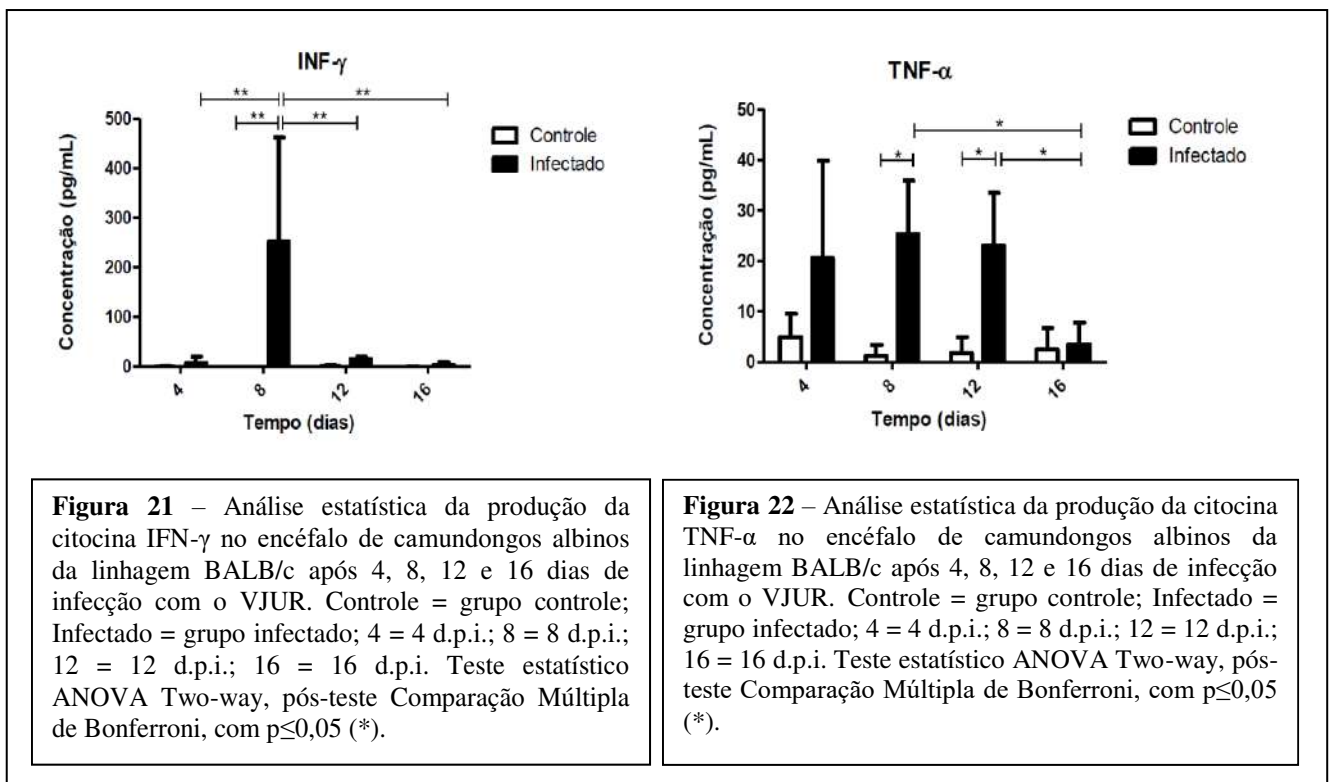 INF-γ
** **
** **
500
400
300
200
100
0
Concentração (pg/mL)
4 8 12 16
Tempo (dias)
Controle
Infectado
TNF-α
*
* * *
50
40
30
20
10
0
Concentração (pg/mL)
4 8 12 16
Tempo (dias)
Controle
Infectado
Figura 21 – Análise estatística da produção da
citocina IFN-γ no encéfalo de camundongos albinos
da linhagem BALB/c após 4, 8, 12 e 16 dias de
infecção com o VJUR. Controle = grupo controle;
Infectado = grupo infectado; 4 = 4 d.p.i.; 8 = 8 d.p.i.;
12 = 12 d.p.i.; 16 = 16 d.p.i. Teste estatístico
ANOVA Two-way, pós-teste Comparação Múltipla
de Bonferroni, com p≤0,05 (*).
Figura 22 – Análise estatística da produção da citocina
TNF-α no encéfalo de camundongos albinos da
linhagem BALB/c após 4, 8, 12 e 16 dias de infecção
com o VJUR. Controle = grupo controle; Infectado =
grupo infectado; 4 = 4 d.p.i.; 8 = 8 d.p.i.; 12 = 12 d.p.i.;
16 = 16 d.p.i. Teste estatístico ANOVA Two-way, pós-
teste Comparação Múltipla de Bonferroni, com p≤0,05
(*).